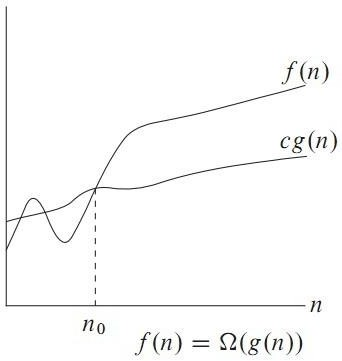 f(n)
cg(n)
n
n₀
f(n) = Ω(g(n))